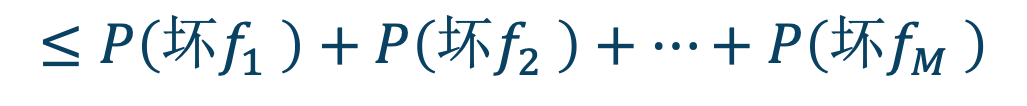 ≤ P(坏f₁) + P(坏f₂) + ⋯ + P(坏f_M)